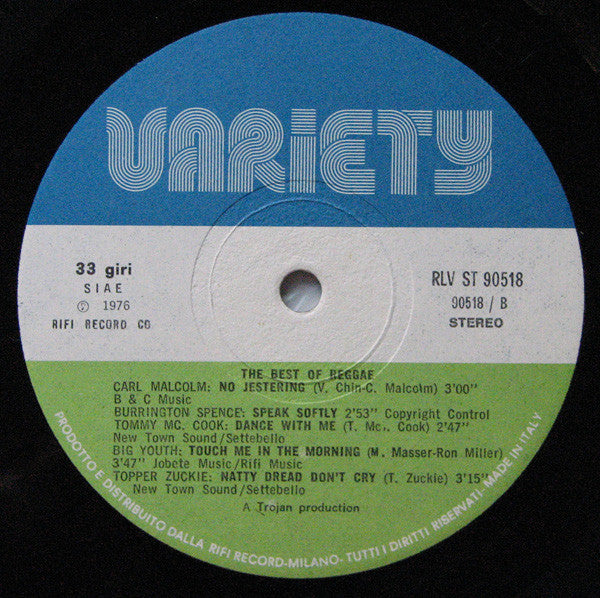 VARiETY
33 giri
SIAE
Ⓟ 1976
RIFI RECORD CO.
RLV ST 90518
90518 / B
STEREO
THE BEST OF REGGAE
CARL MALCOLM: NO JESTERING (V. Chin-C. Malcolm) 3'00"
B & C Music
BURRINGTON SPENCE: SPEAK SOFTLY 2'53" Copyright Control
TOMMY MC. COOK: DANCE WITH ME (T. Mc. Cook) 2'47"
New Town Sound/Settebello
BIG YOUTH: TOUCH ME IN THE MORNING (M. Masser-Ron Miller)
3'47" Jobete Music/Rifi Music
TOPPER ZUCKIE: NATTY DREAD DON'T CRY (T. Zuckie) 3'15"
New Town Sound/Settebello
A Trojan production
PRODOTTO E DISTRIBUITO DALLA RIFI RECORD-MILANO-TUTTI I DIRITTI RISERVATI-MADE IN ITALY